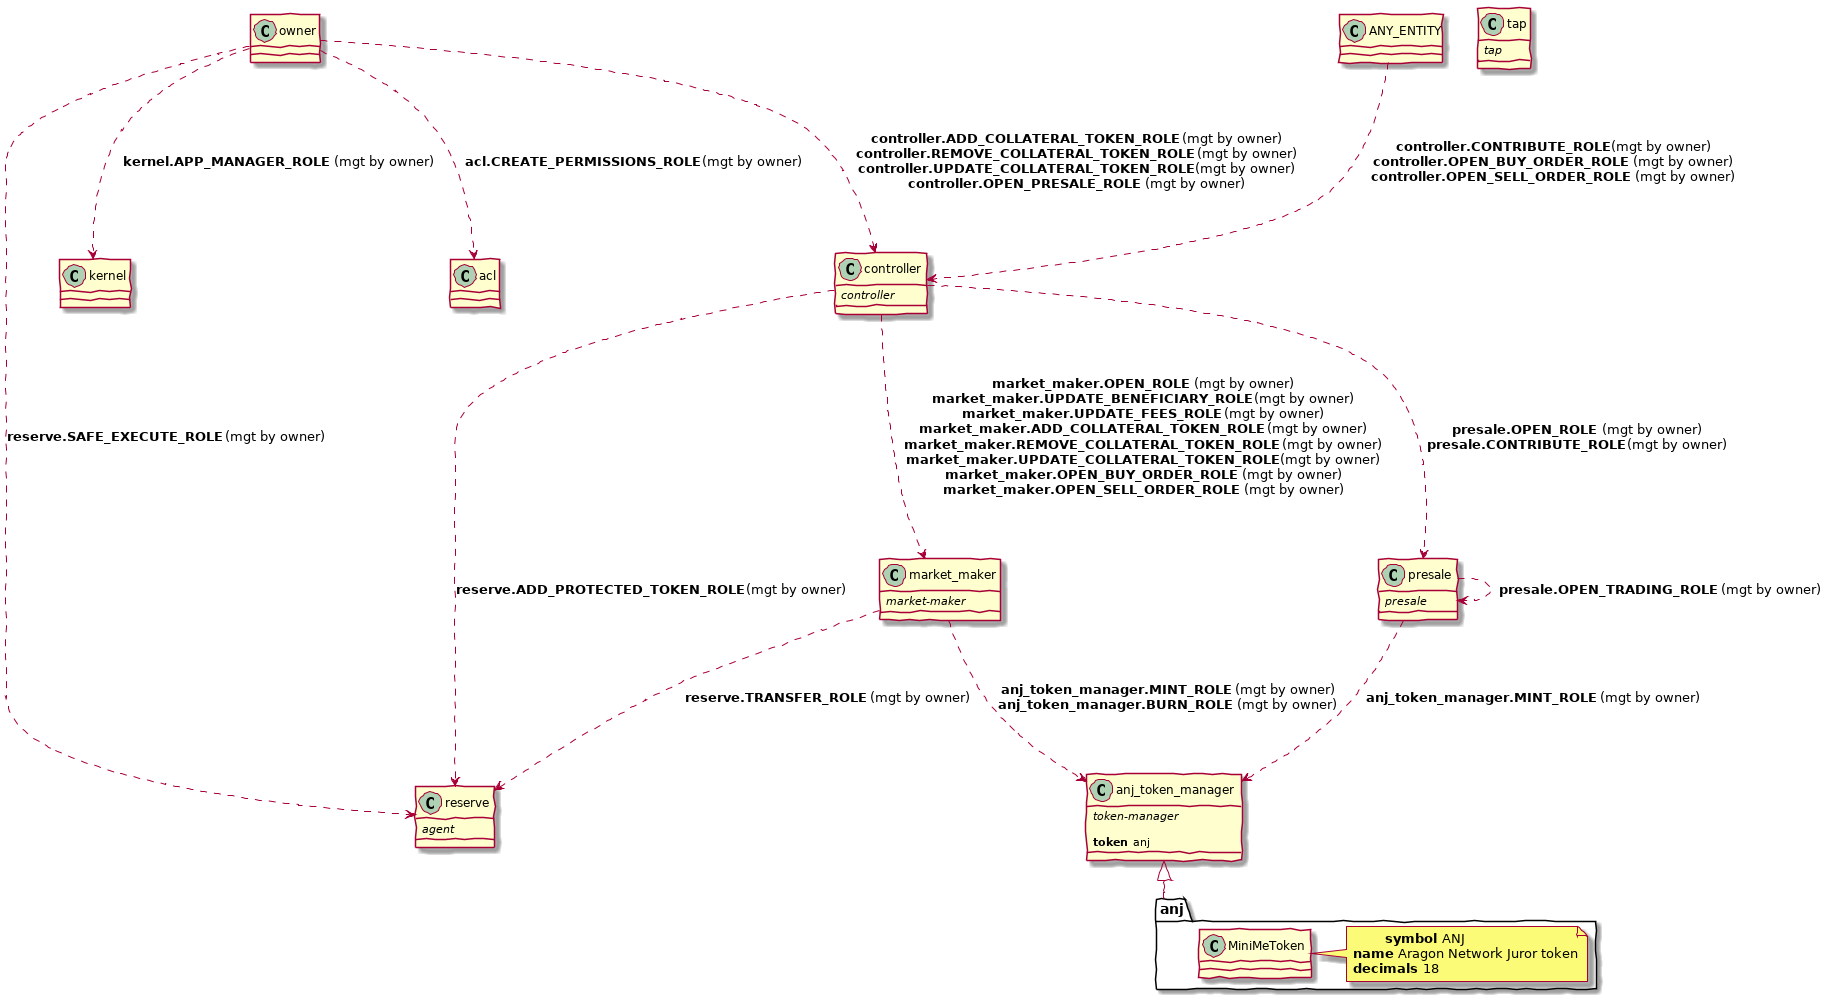 C owner
C ANY_ENTITY
C tap
tap
controller.ADD_COLLATERAL_TOKEN_ROLE (mgt by owner)
controller.REMOVE_COLLATERAL_TOKEN_ROLE (mgt by owner)
controller.UPDATE_COLLATERAL_TOKEN_ROLE (mgt by owner)
controller.OPEN_PRESALE_ROLE (mgt by owner)
controller.CONTRIBUTE_ROLE (mgt by owner)
controller.OPEN_BUY_ORDER_ROLE (mgt by owner)
controller.OPEN_SELL_ORDER_ROLE (mgt by owner)
kernel.APP_MANAGER_ROLE (mgt by owner)
acl.CREATE_PERMISSIONS_ROLE (mgt by owner)
C kernel
C acl
C controller
controller
market_maker.OPEN_ROLE (mgt by owner)
market_maker.UPDATE_BENEFICIARY_ROLE (mgt by owner)
market_maker.UPDATE_FEES_ROLE (mgt by owner)
market_maker.ADD_COLLATERAL_TOKEN_ROLE (mgt by owner)
market_maker.REMOVE_COLLATERAL_TOKEN_ROLE (mgt by owner)
market_maker.UPDATE_COLLATERAL_TOKEN_ROLE (mgt by owner)
market_maker.OPEN_BUY_ORDER_ROLE (mgt by owner)
market_maker.OPEN_SELL_ORDER_ROLE (mgt by owner)
presale.OPEN_ROLE (mgt by owner)
presale.CONTRIBUTE_ROLE (mgt by owner)
reserve.SAFE_EXECUTE_ROLE (mgt by owner)
reserve.ADD_PROTECTED_TOKEN_ROLE (mgt by owner)
C market_maker
market-maker
C presale
presale
presale.OPEN_TRADING_ROLE (mgt by owner)
reserve.TRANSFER_ROLE (mgt by owner)
anj_token_manager.MINT_ROLE (mgt by owner)
anj_token_manager.BURN_ROLE (mgt by owner)
anj_token_manager.MINT_ROLE (mgt by owner)
C reserve
agent
C anj_token_manager
token-manager
token anj
anj
C MiniMeToken
symbol ANJ
name Aragon Network Juror token
decimals 18